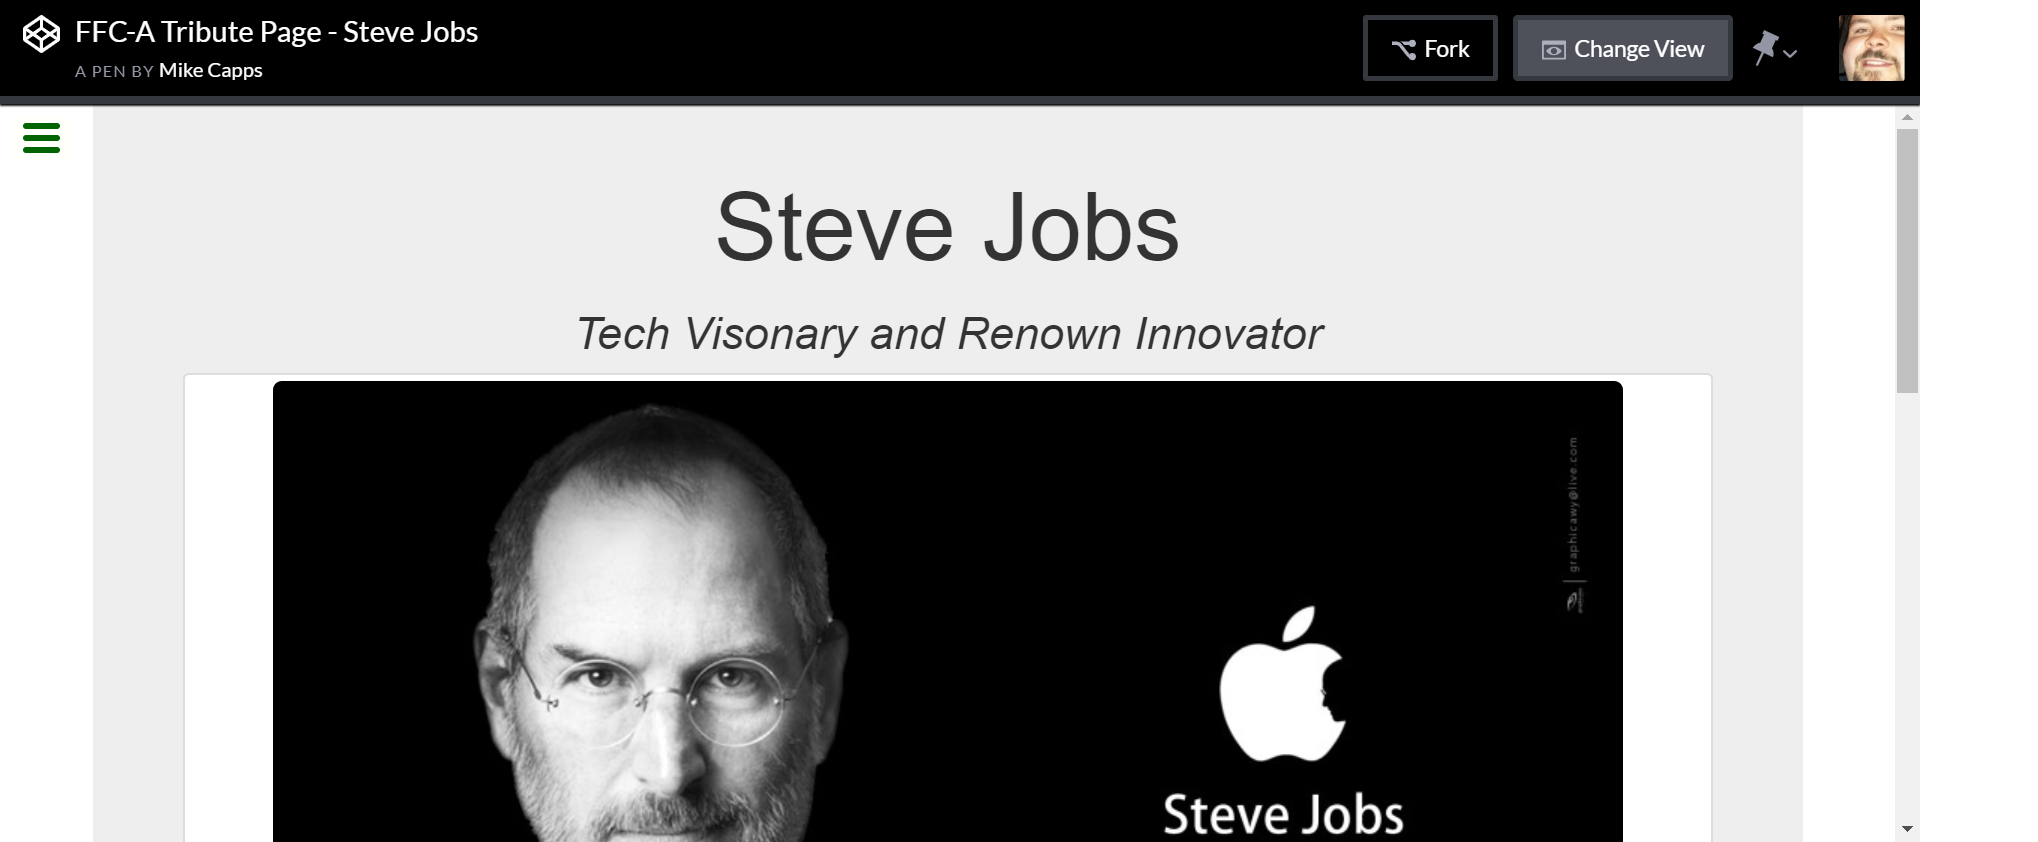 FFC-A Tribute Page - Steve Jobs
A PEN BY Mike Capps
Fork
Change View
Steve Jobs
Tech Visonary and Renown Innovator
graphicawy@live.com
Steve Jobs